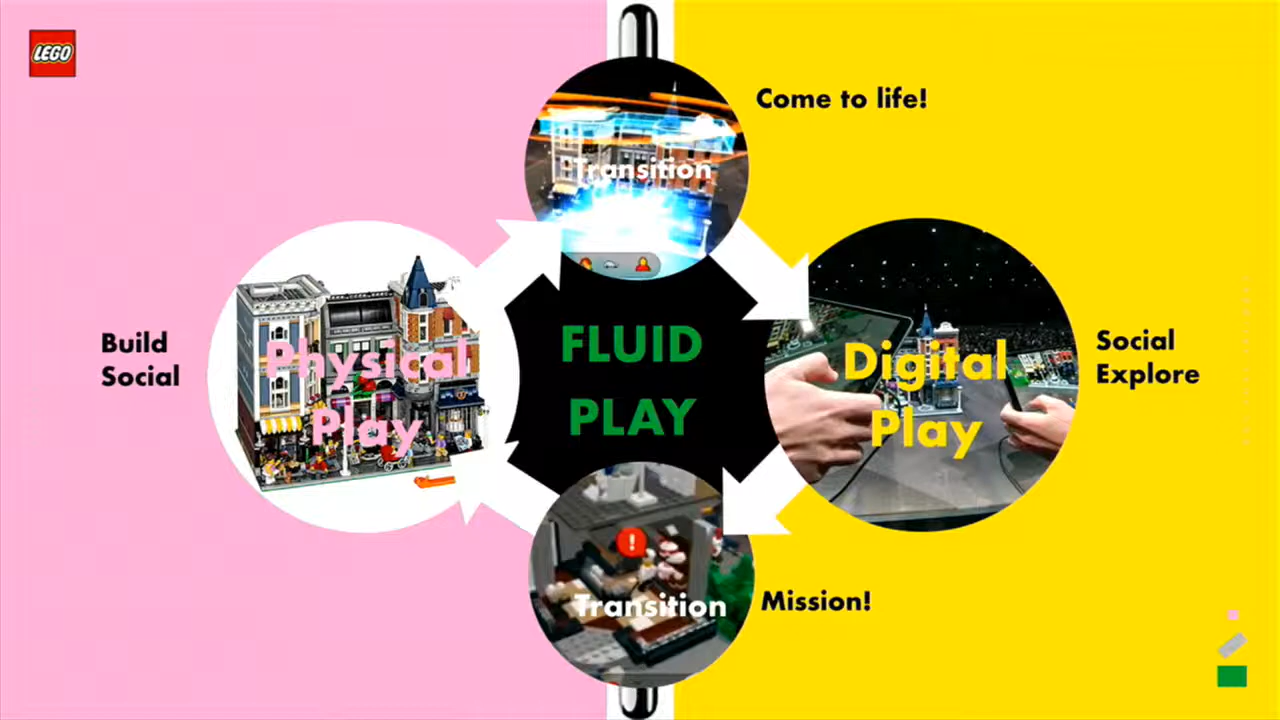 LEGO
Come to life!
Transition
Build
Social
Physical
Play
FLUID
PLAY
Digital
Play
Social
Explore
!
Transition
Mission!